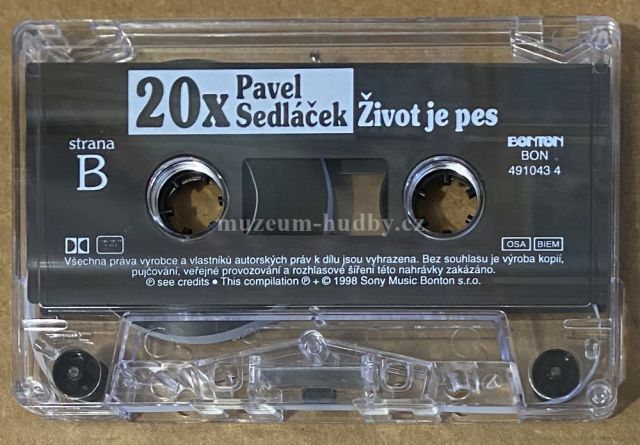 20x
Pavel
Sedláček
Život je pes
strana
B
BONTON
BON
491043 4
muzeum-hudby.cz
OSA BIEM
Všechna práva výrobce a vlastníků autorských práv k dílu jsou vyhrazena. Bez souhlasu je výroba kopií,
pujčování, veřejné provozování a rozhlasové šíření této nahrávky zakázáno.
℗ see credits • This compilation ℗ + © 1998 Sony Music Bonton s.r.o.